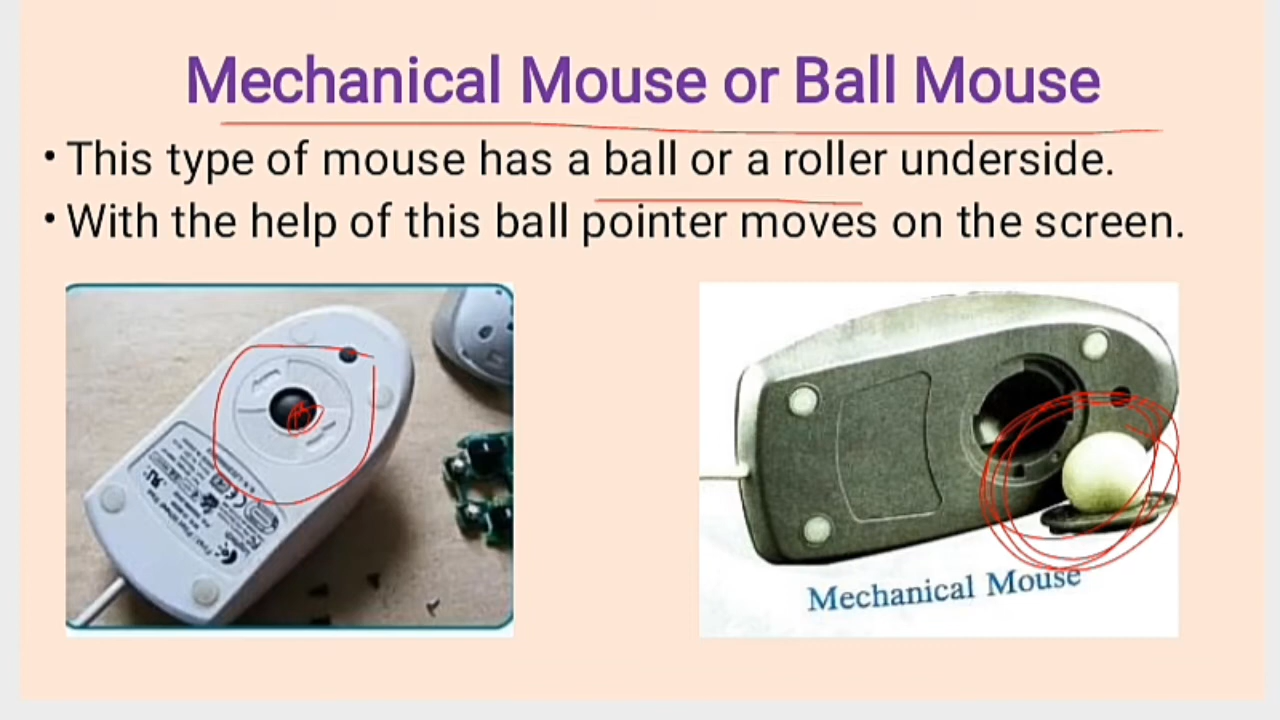 Mechanical Mouse or Ball Mouse
• This type of mouse has a ball or a roller underside.
• With the help of this ball pointer moves on the screen.
Mechanical Mouse